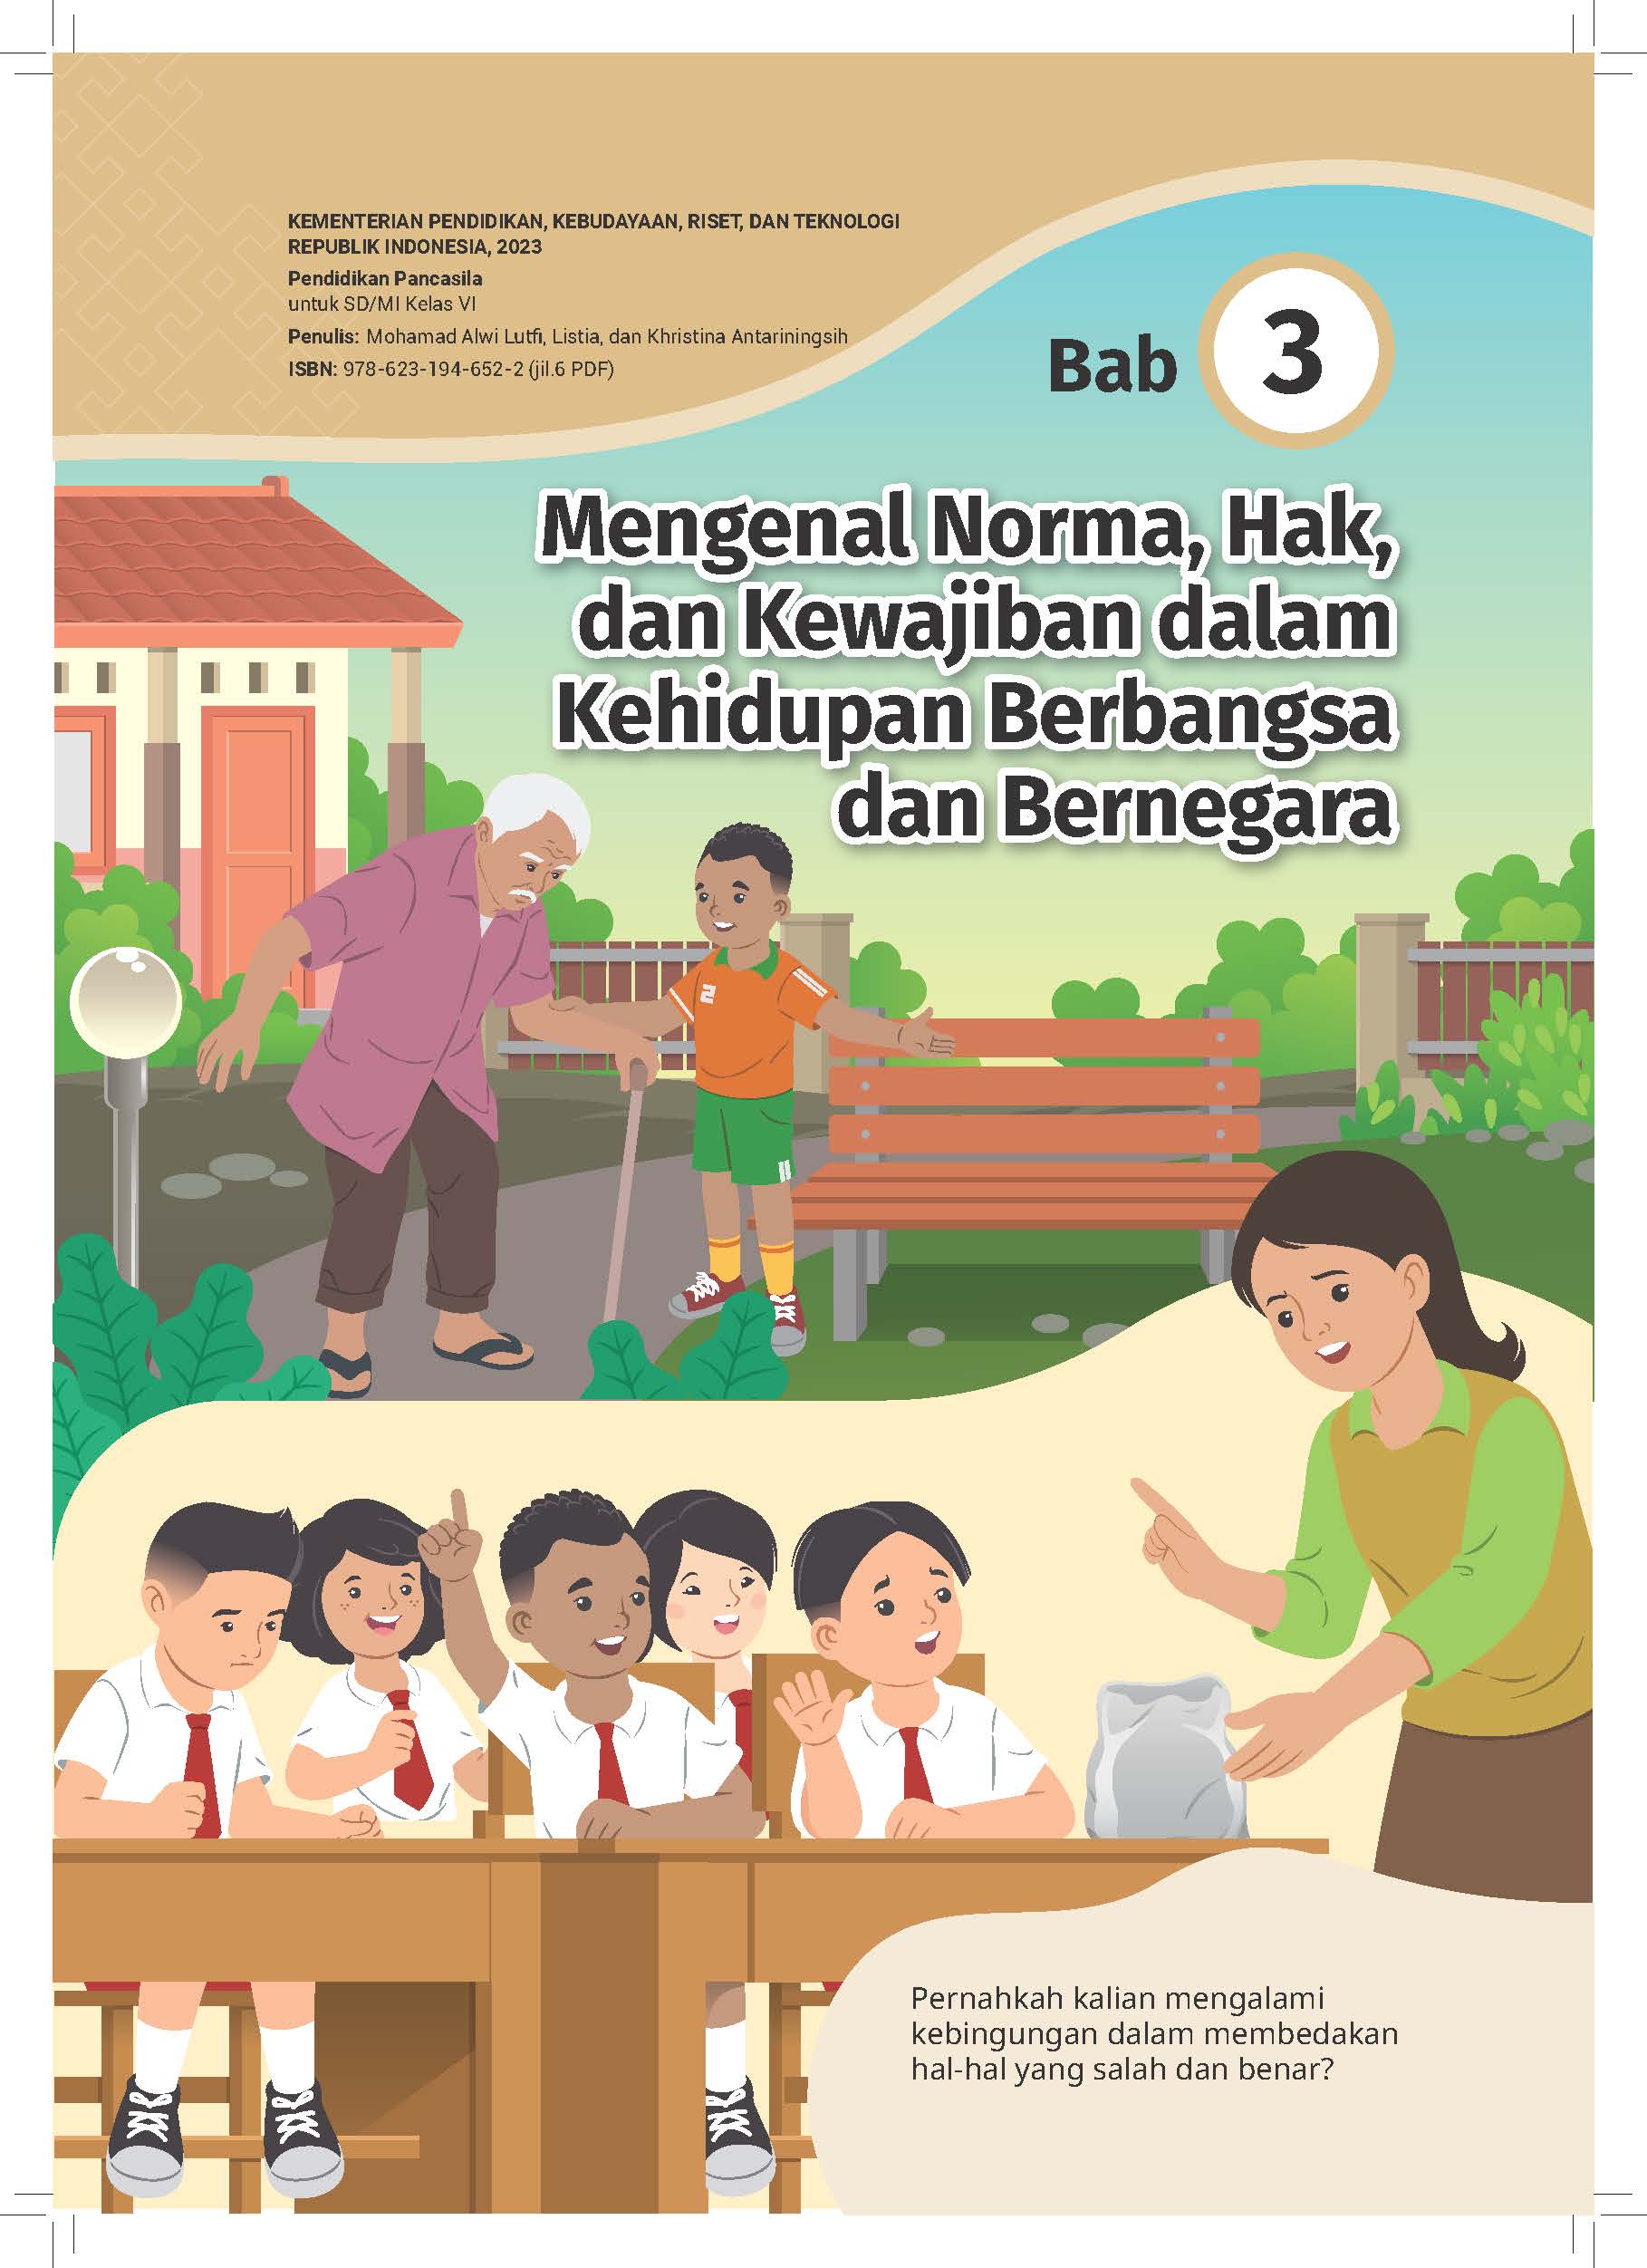 KEMENTERIAN PENDIDIKAN, KEBUDAYAAN, RISET, DAN TEKNOLOGI
REPUBLIK INDONESIA, 2023
Pendidikan Pancasila
untuk SD/MI Kelas VI
Penulis: Mohamad Alwi Lutfi, Listia, dan Khristina Antariningsih
ISBN: 978-623-194-652-2 (jil.6 PDF)
Bab 3
Mengenal Norma, Hak,
dan Kewajiban dalam
Kehidupan Berbangsa
dan Bernegara
2
Pernahkah kalian mengalami
kebingungan dalam membedakan
hal-hal yang salah dan benar?